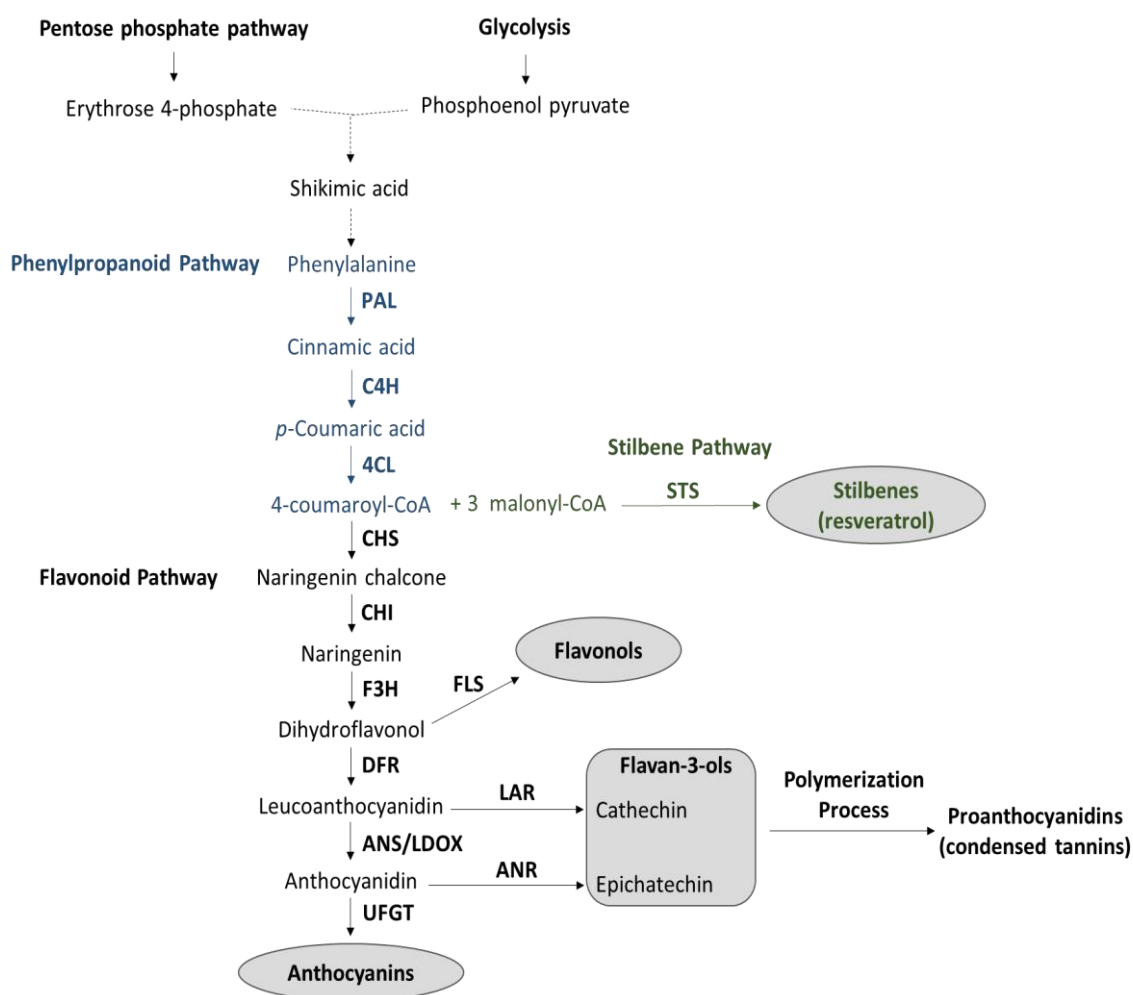 Pentose phosphate pathway
Glycolysis
Erythrose 4-phosphate
Phosphoenol pyruvate
Shikimic acid
Phenylpropanoid Pathway
Phenylalanine
PAL
Cinnamic acid
C4H
p-Coumaric acid
4CL
Stilbene Pathway
4-coumaroyl-CoA
+ 3 malonyl-CoA
STS
Stilbenes
(resveratrol)
CHS
Flavonoid Pathway
Naringenin chalcone
CHI
Naringenin
Flavonols
F3H
FLS
Dihydroflavonol
DFR
Flavan-3-ols
Leucoanthocyanidin
LAR
Cathechin
Polymerization
Process
Proanthocyanidins
(condensed tannins)
ANS/LDOX
Anthocyanidin
ANR
Epichatechin
UFGT
Anthocyanins